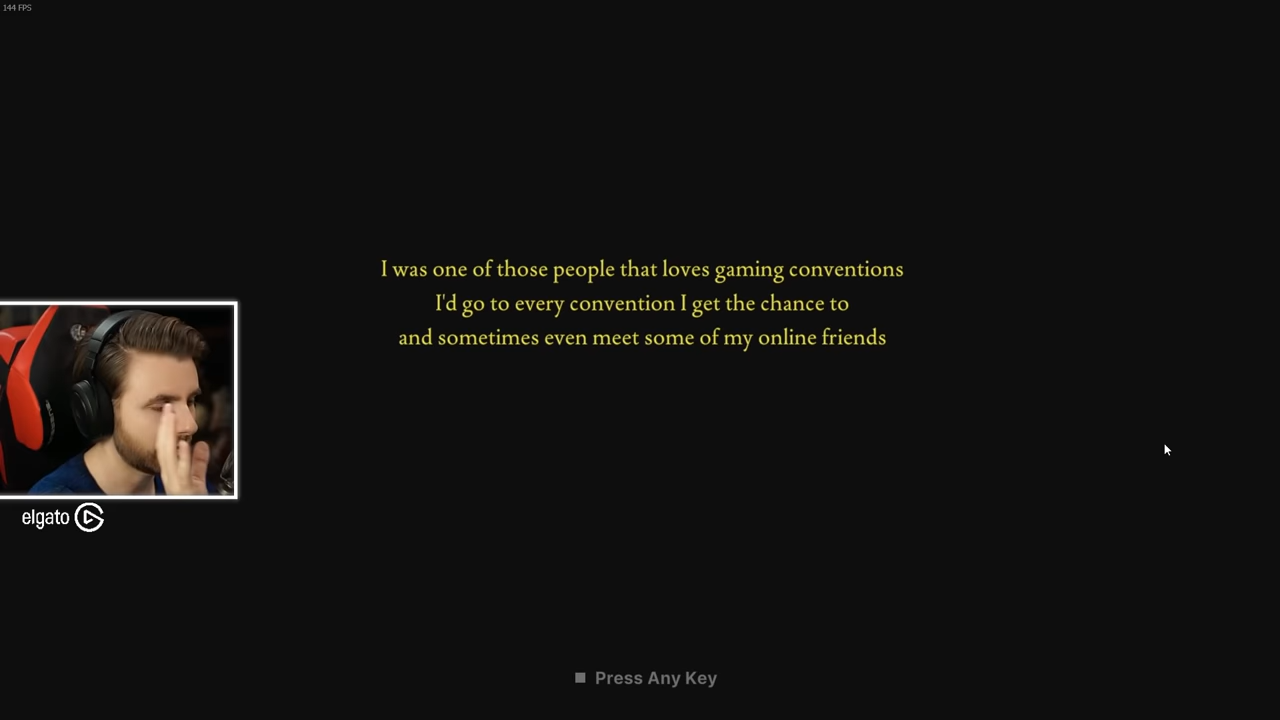 144 FPS
I was one of those people that loves gaming conventions
I'd go to every convention I get the chance to
and sometimes even meet some of my online friends
elgato
Press Any Key